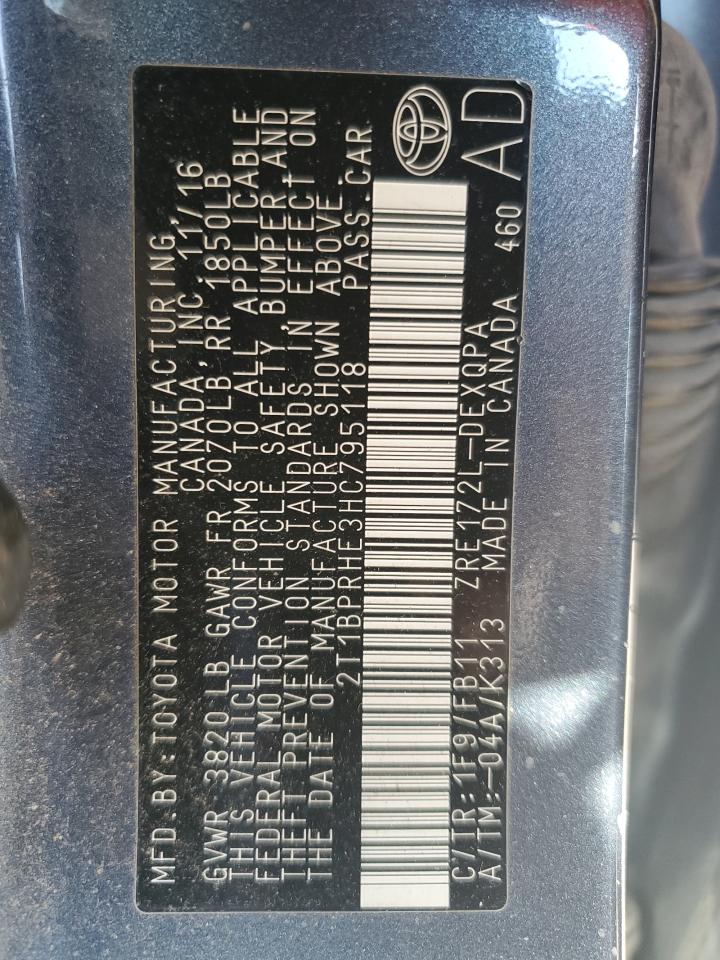 MFD.BY:TOYOTA MOTOR MANUFACTURING,
CANADA, INC. 11/16
GVWR 3820 LB GAWR FR 2070LB, RR 1850LB
THIS VEHICLE CONFORMS TO ALL APPLICABLE
FEDERAL MOTOR VEHICLE SAFETY, BUMPER, AND
THEFT PREVENTION STANDARDS IN EFFECT ON
THE DATE OF MANUFACTURE SHOWN ABOVE.
2T1BPRHE3HC795118 PASS.CAR
C/TR:1F9/FB11 ZRE172L-DEXQPA 460
A/TM:-04A/K313 MADE IN CANADA AD